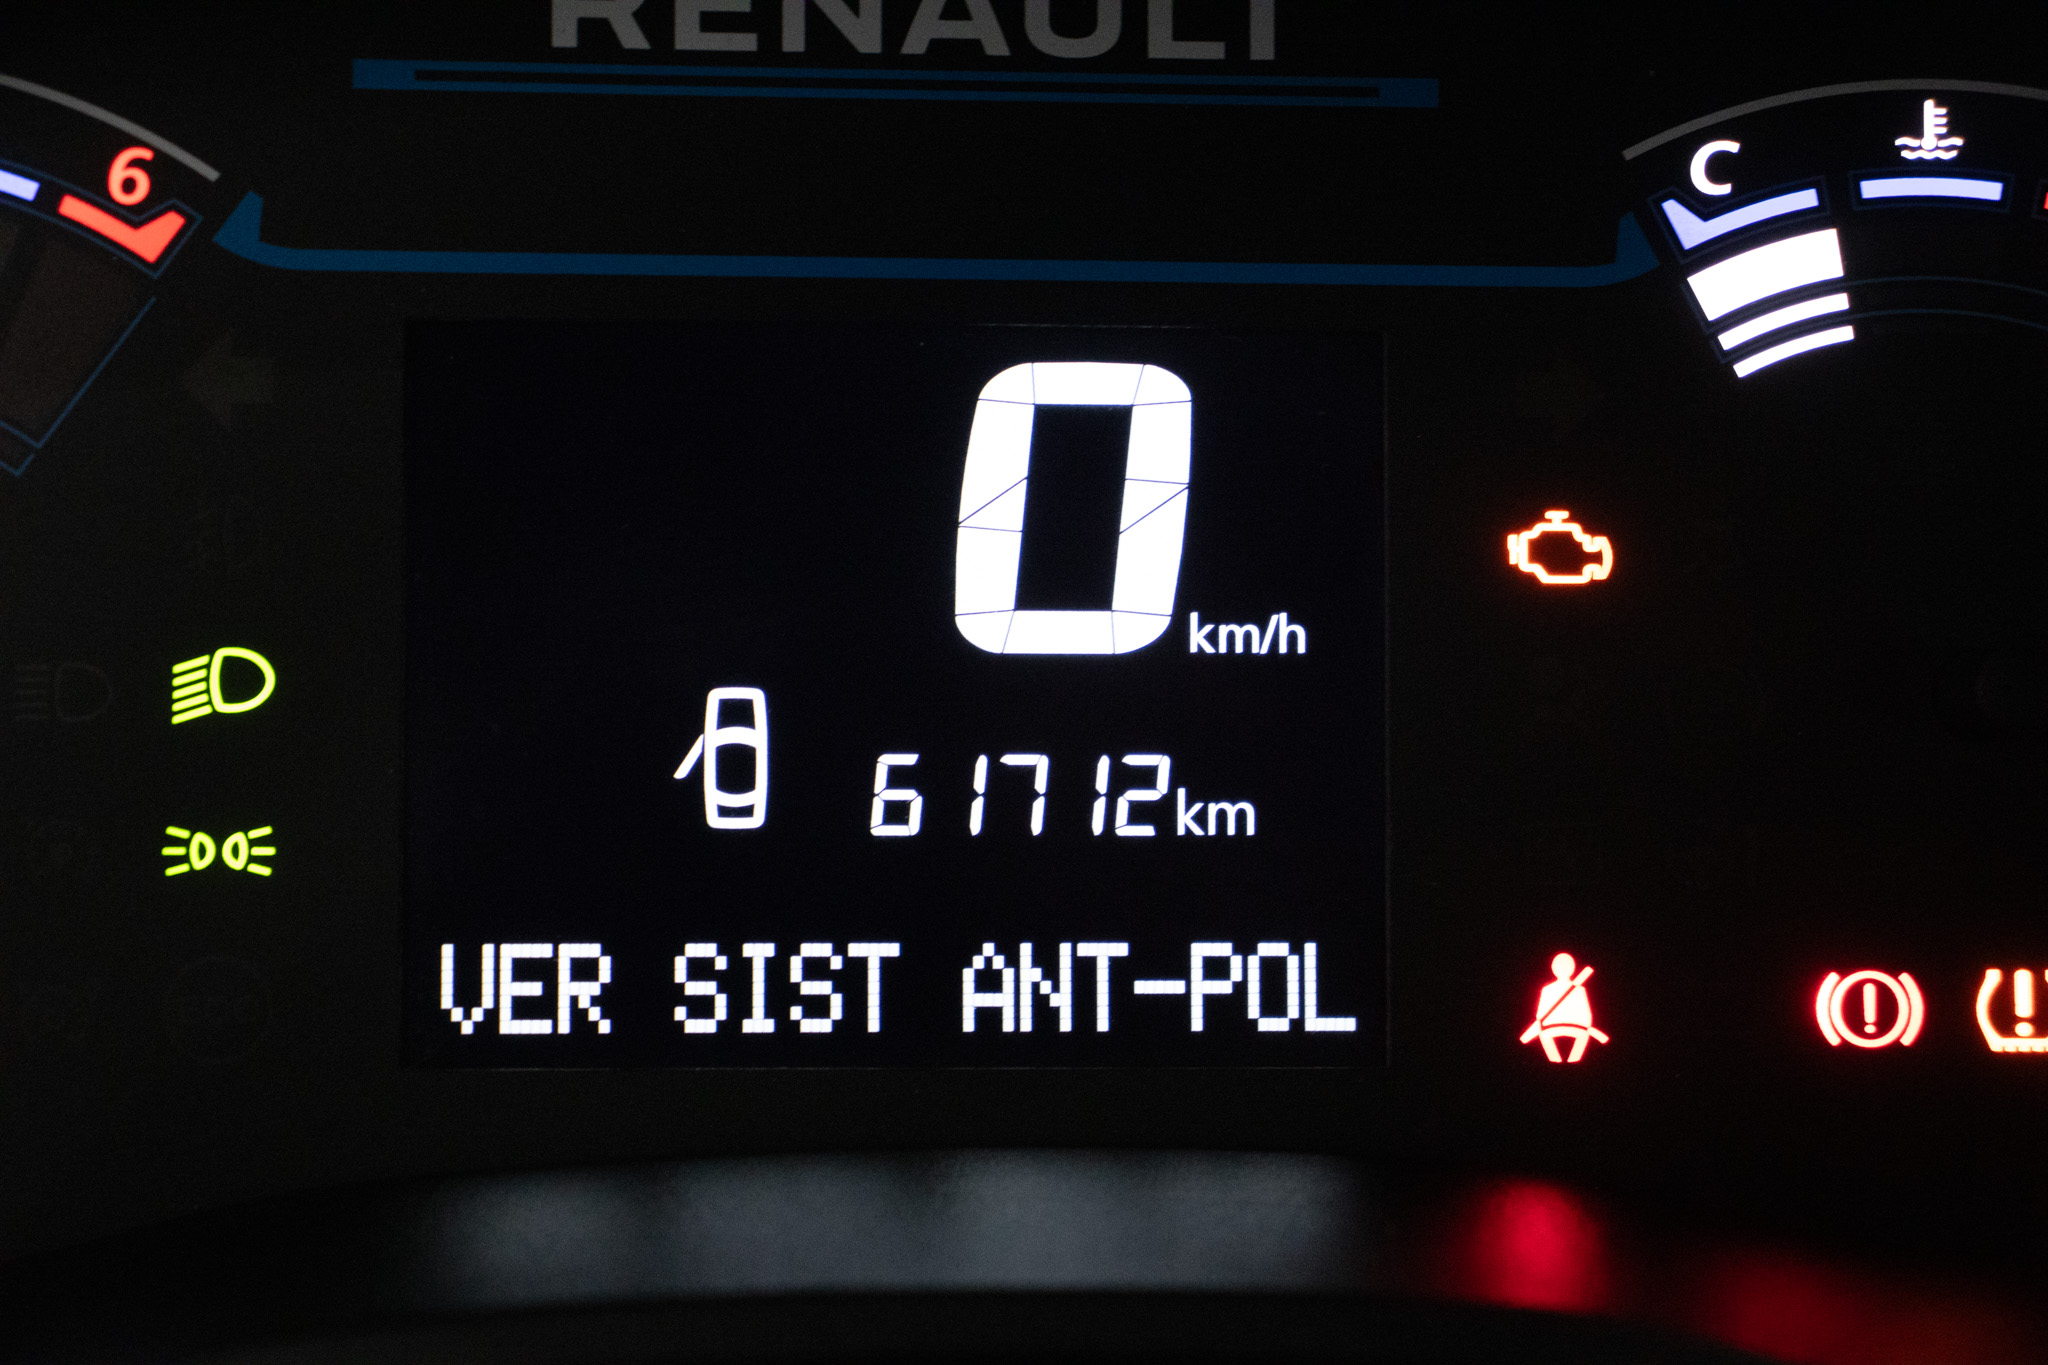 RENAULT
6
C
0 km/h
61712 km
VER SIST ANT-POL